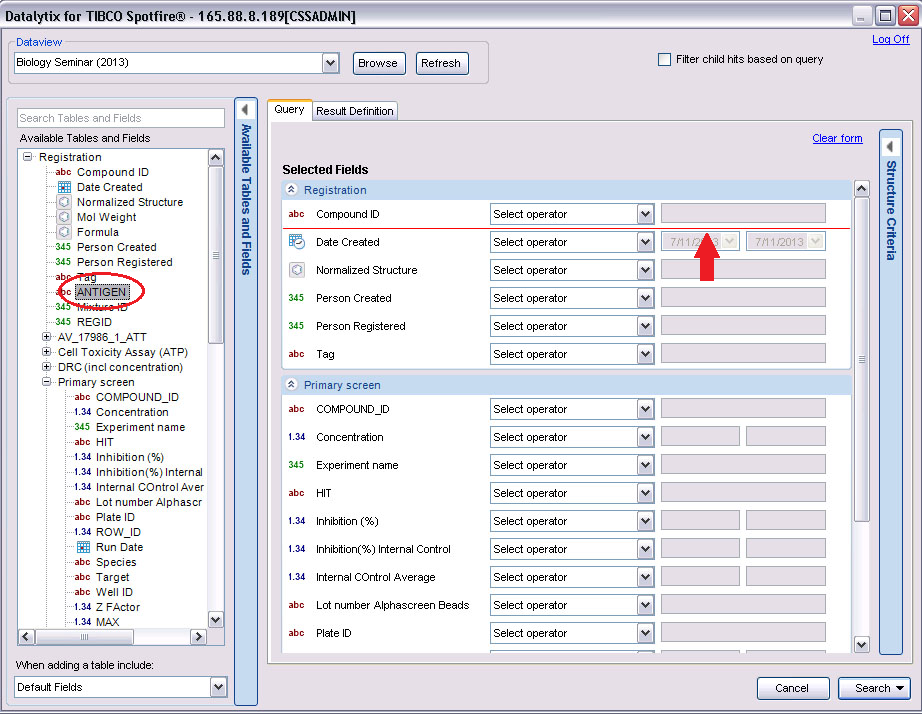 Datalytix for TIBCO Spotfire® - 165.88.8.189[CSSADMIN]
Log Off
Dataview
Biology Seminar (2013)
Browse
Refresh
Filter child hits based on query
Search Tables and Fields
Available Tables and Fields
Registration
abc Compound ID
Date Created
Normalized Structure
Mol Weight
Formula
345 Person Created
345 Person Registered
abc Tag
abc ANTIGEN
345 Mixture ID
345 REGID
AV_17986_1_ATT
Cell Toxicity Assay (ATP)
DRC (incl concentration)
Primary screen
abc COMPOUND_ID
1.34 Concentration
345 Experiment name
abc HIT
1.34 Inhibition (%)
1.34 Inhibition(%) Internal
1.34 Internal COntrol Aver
abc Lot number Alphascr
abc Plate ID
1.34 ROW_ID
Run Date
abc Species
abc Target
abc Well ID
1.34 Z FActor
1.34 MAX
When adding a table include:
Default Fields
Available Tables and Fields
Query
Result Definition
Clear form
Selected Fields
Registration
abc Compound ID Select operator
Date Created Select operator 7/11/2013 7/11/2013
Normalized Structure Select operator
345 Person Created Select operator
345 Person Registered Select operator
abc Tag Select operator
Primary screen
abc COMPOUND_ID Select operator
1.34 Concentration Select operator
345 Experiment name Select operator
abc HIT Select operator
1.34 Inhibition (%) Select operator
1.34 Inhibition(%) Internal Control Select operator
1.34 Internal COntrol Average Select operator
abc Lot number Alphascreen Beads Select operator
abc Plate ID Select operator
Structure Criteria
Cancel
Search